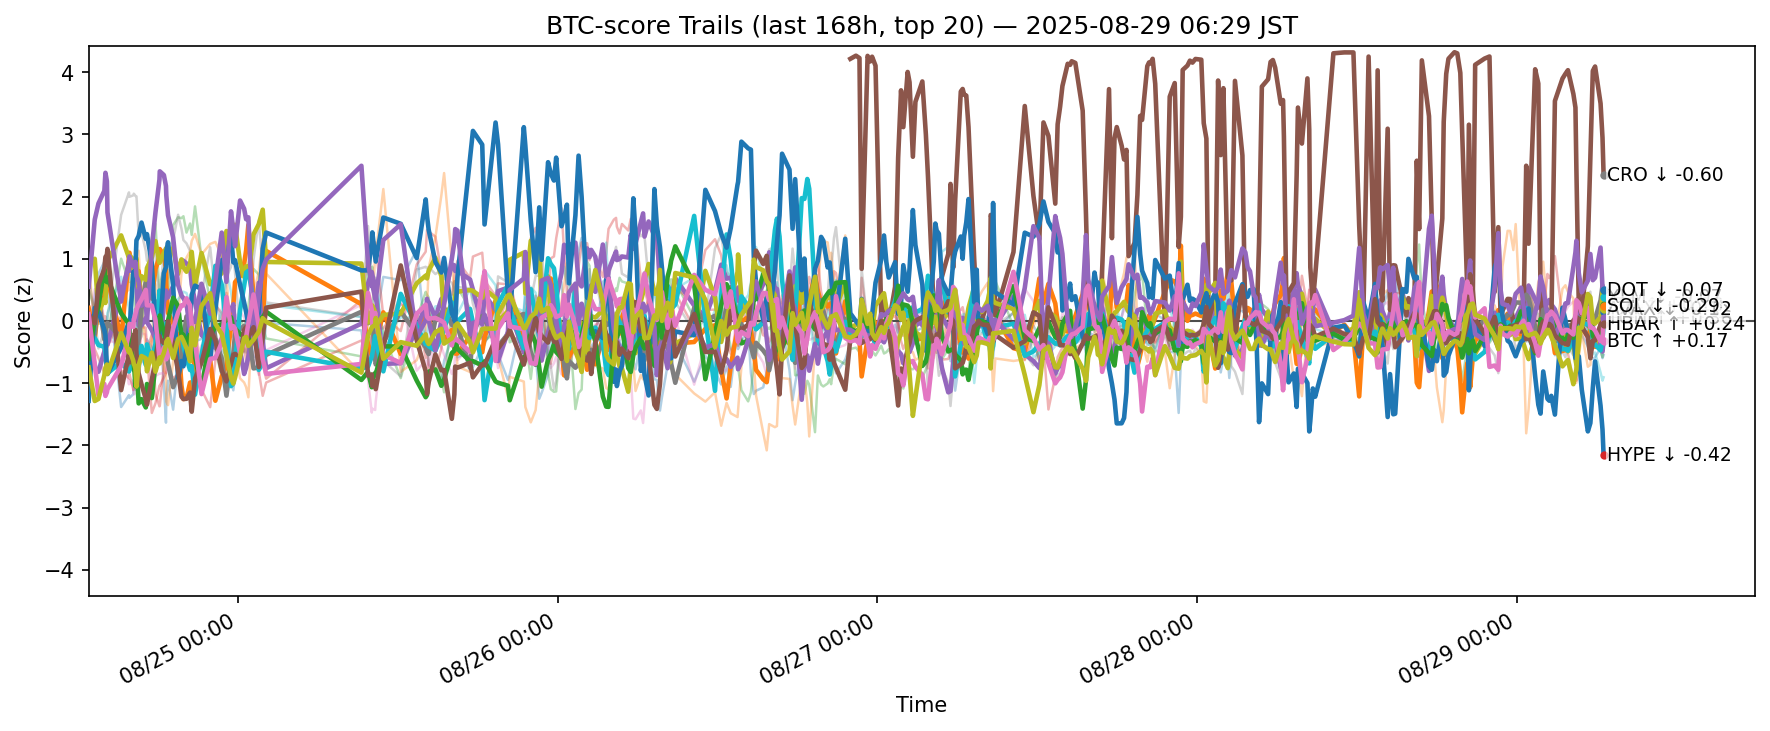 BTC-score Trails (last 168h, top 20) — 2025-08-29 06:29 JST
Score (z)
4
3
2
1
0
−1
−2
−3
−4
CRO ↓ -0.60
DOT ↓ -0.07
SOL ↓ -0.29
HBAR ↑ +0.24
BTC ↑ +0.17
HYPE ↓ -0.42
08/25 00:00
08/26 00:00
08/27 00:00
08/28 00:00
08/29 00:00
Time